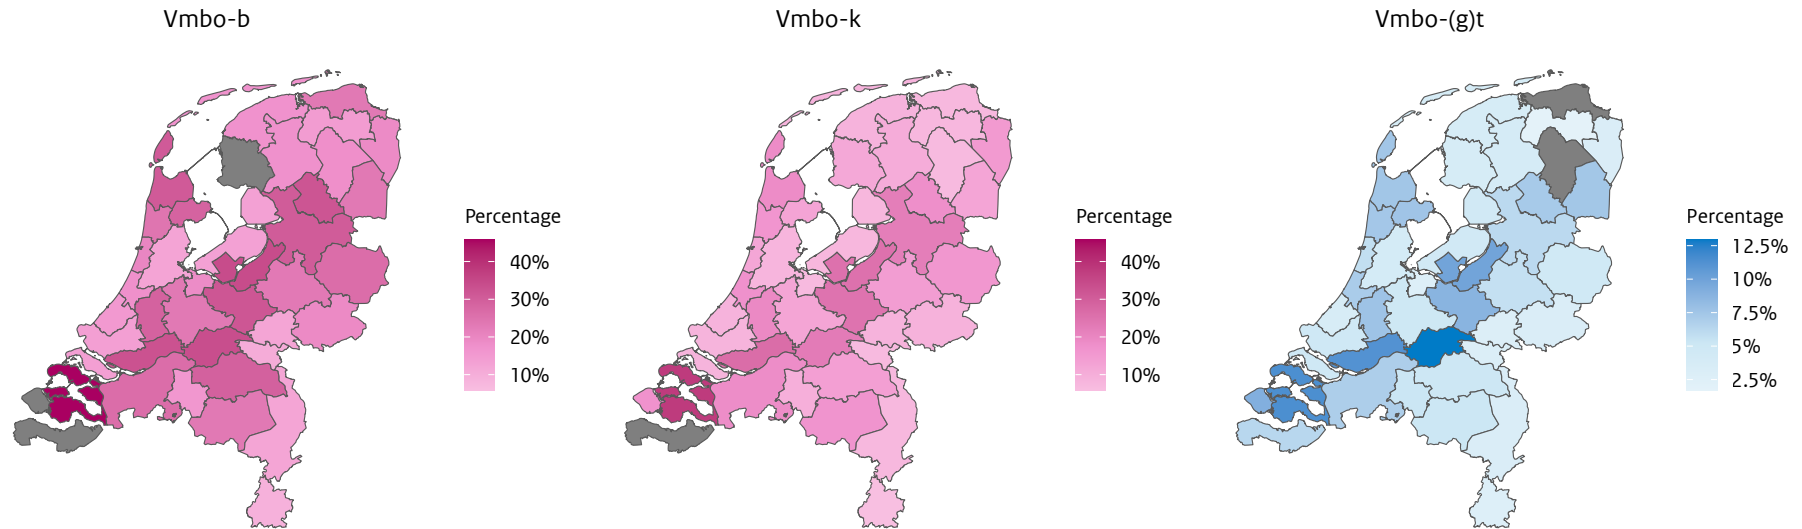 Vmbo-b
Percentage
40%
30%
20%
10%
Vmbo-k
Percentage
40%
30%
20%
10%
Vmbo-(g)t
Percentage
12.5%
10%
7.5%
5%
2.5%